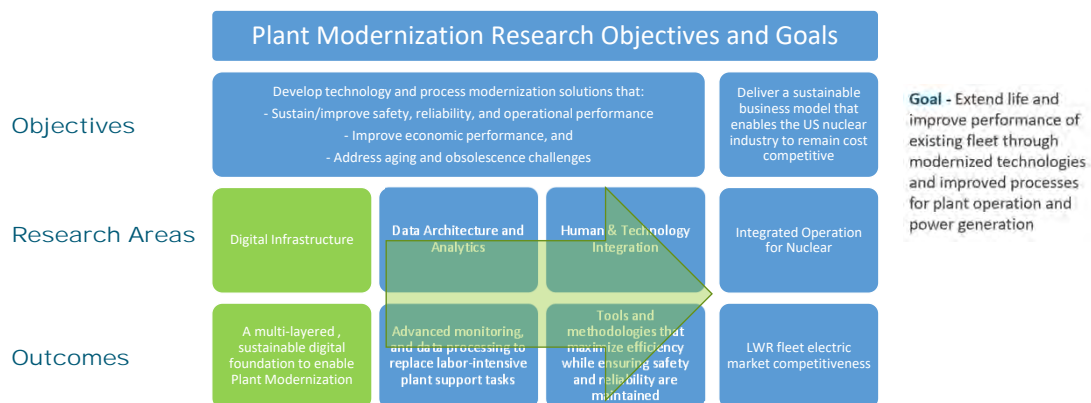 Plant Modernization Research Objectives and Goals
Objectives
Develop technology and process modernization solutions that:
- Sustain/improve safety, reliability, and operational performance
- Improve economic performance, and
- Address aging and obsolescence challenges
Deliver a sustainable
business model that
enables the US nuclear
industry to remain cost
competitive
Goal - Extend life and
improve performance of
existing fleet through
modernized technologies
and improved processes
for plant operation and
power generation
Research Areas
Digital Infrastructure
Data Architecture and
Analytics
Human & Technology
Integration
Integrated Operation
for Nuclear
Outcomes
A multi-layered ,
sustainable digital
foundation to enable
Plant Modernization
Advanced monitoring,
and data processing to
replace labor-intensive
plant support tasks
Tools and
methodologies that
maximize efficiency
while ensuring safety
and reliability are
maintained
LWR fleet electric
market competitiveness